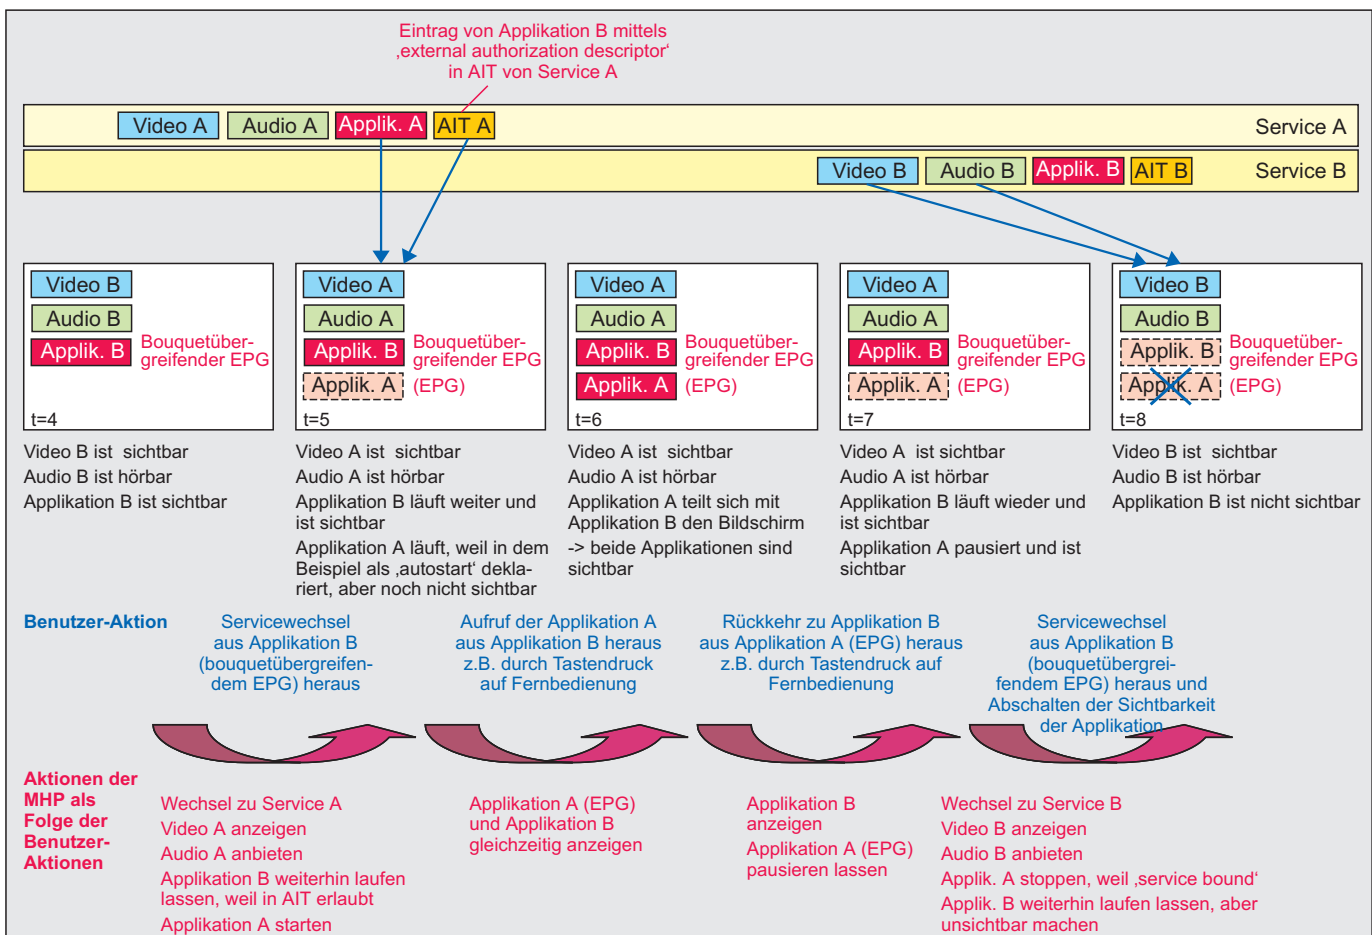 Eintrag von Applikation B mittels
‚external authorization descriptor‘
in AIT von Service A
Video A
Audio A
Applik. A
AIT A
Service A
Video B
Audio B
Applik. B
AIT B
Service B
Video B
Audio B
Applik. B
Bouquetüber-
greifender EPG
t=4
Video A
Audio A
Applik. B
Bouquetüber-
greifender EPG
Applik. A
(EPG)
t=5
Video A
Audio A
Applik. B
Bouquetüber-
greifender EPG
Applik. A
(EPG)
t=6
Video A
Audio A
Applik. B
Bouquetüber-
greifender EPG
Applik. A
(EPG)
t=7
Video B
Audio B
Applik. B
Bouquetüber-
greifender EPG
Applik. A
(EPG)
t=8
Video B ist sichtbar
Audio B ist hörbar
Applikation B ist sichtbar
Video A ist sichtbar
Audio A ist hörbar
Applikation B läuft weiter und
ist sichtbar
Applikation A läuft, weil in dem
Beispiel als ‚autostart‘ dekla-
riert, aber noch nicht sichtbar
Video A ist sichtbar
Audio A ist hörbar
Applikation A teilt sich mit
Applikation B den Bildschirm
-> beide Applikationen sind
sichtbar
Video A ist sichtbar
Audio A ist hörbar
Applikation B läuft wieder und
ist sichtbar
Applikation A pausiert und ist
sichtbar
Video B ist sichtbar
Audio B ist hörbar
Applikation B ist nicht sichtbar
Benutzer-Aktion
Servicewechsel
aus Applikation B
(bouquetübergreifen-
dem EPG) heraus
Aufruf der Applikation A
aus Applikation B heraus
z.B. durch Tastendruck
auf Fernbedienung
Rückkehr zu Applikation B
aus Applikation A (EPG) heraus
z.B. durch Tastendruck auf
Fernbedienung
Servicewechsel
aus Applikation B
(bouquetübergrei-
fendem EPG) heraus und
Abschalten der Sichtbarkeit
der Applikation
Aktionen der
MHP als
Folge der
Benutzer-
Aktionen
Wechsel zu Service A
Video A anzeigen
Audio A anbieten
Applikation B weiterhin laufen
lassen, weil in AIT erlaubt
Applikation A starten
Applikation A (EPG)
und Applikation B
gleichzeitig anzeigen
Applikation B
anzeigen
Applikation A (EPG)
pausieren lassen
Wechsel zu Service B
Video B anzeigen
Audio B anbieten
Applik. A stoppen, weil ‚service bound‘
Applik. B weiterhin laufen lassen, aber
unsichtbar machen